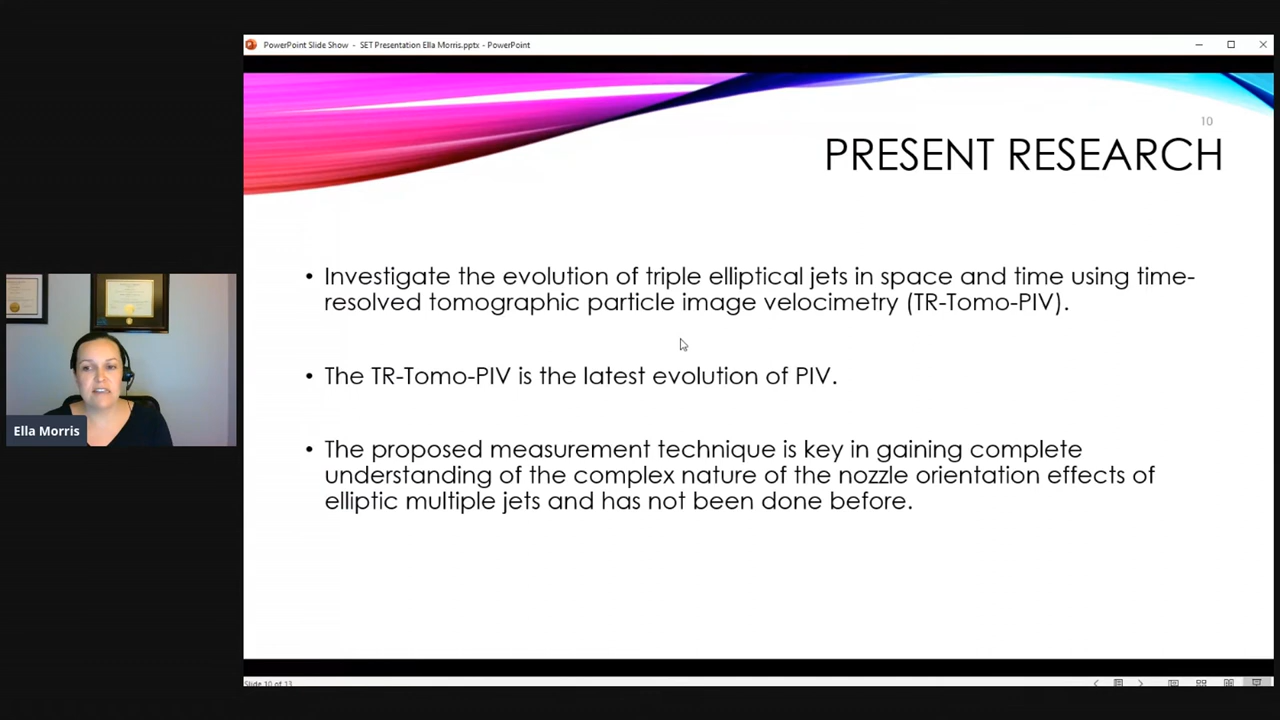 PowerPoint Slide Show - SET Presentation Ella Morris.pptx - PowerPoint
10
PRESENT RESEARCH
• Investigate the evolution of triple elliptical jets in space and time using time-
resolved tomographic particle image velocimetry (TR-Tomo-PIV).
• The TR-Tomo-PIV is the latest evolution of PIV.
• The proposed measurement technique is key in gaining complete
understanding of the complex nature of the nozzle orientation effects of
elliptic multiple jets and has not been done before.
Ella Morris
Slide 10 of 13